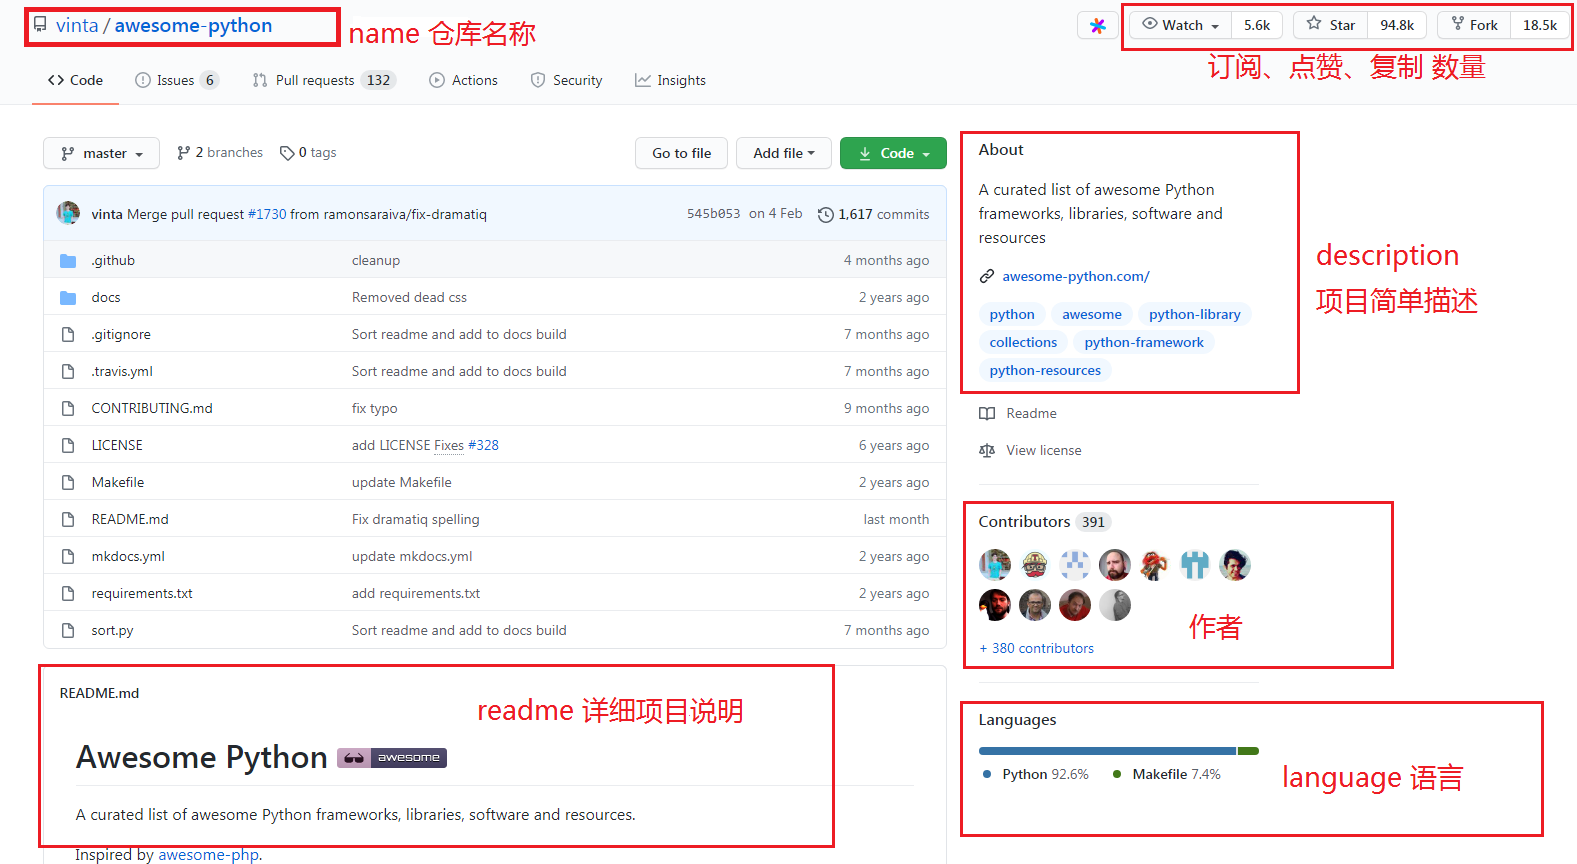 vinta / awesome-python
name 仓库名称
Watch 5.6k Star 94.8k Fork 18.5k
订阅、点赞、复制 数量
Code Issues 6 Pull requests 132 Actions Security Insights
master 2 branches 0 tags Go to file Add file Code
vinta Merge pull request #1730 from ramonsaraiva/fix-dramatiq 545b053 on 4 Feb 1,617 commits
.github cleanup 4 months ago
docs Removed dead css 2 years ago
.gitignore Sort readme and add to docs build 7 months ago
.travis.yml Sort readme and add to docs build 7 months ago
CONTRIBUTING.md fix typo 9 months ago
LICENSE add LICENSE Fixes #328 6 years ago
Makefile update Makefile 2 years ago
README.md Fix dramatiq spelling last month
mkdocs.yml update mkdocs.yml 2 years ago
requirements.txt add requirements.txt 2 years ago
sort.py Sort readme and add to docs build 7 months ago
README.md
readme 详细项目说明
Awesome Python awesome
A curated list of awesome Python frameworks, libraries, software and resources.
Inspired by awesome-php.
About
A curated list of awesome Python
frameworks, libraries, software and
resources
awesome-python.com/
python awesome python-library
collections python-framework
python-resources
description
项目简单描述
Readme
View license
Contributors 391
作者
+ 380 contributors
Languages
Python 92.6% Makefile 7.4%
language 语言